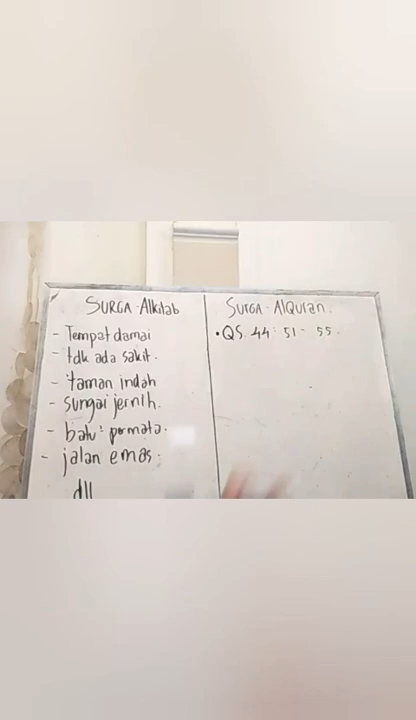 SURGA - Alkitab
- Tempat damai
- tdk ada sakit.
- taman indah
- sungai jernih.
- batu² permata.
- jalan emas.
dll
SURGA - AlQuran.
• QS. 44 : 51 - 55.